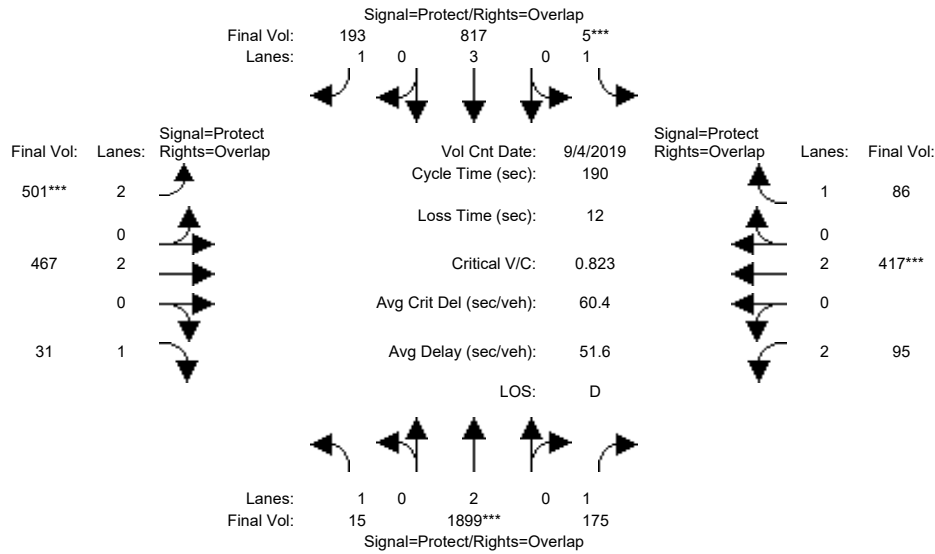 Signal=Protect/Rights=Overlap
Final Vol: 193 817 5***
Lanes: 1 0 3 0 1
Signal=Protect Signal=Protect
Final Vol: Lanes: Rights=Overlap Vol Cnt Date: 9/4/2019 Rights=Overlap Lanes: Final Vol:
Cycle Time (sec): 190
501*** 2 1 86
Loss Time (sec): 12
0 0
467 2 Critical V/C: 0.823 2 417***
0 Avg Crit Del (sec/veh): 60.4 0
31 1 Avg Delay (sec/veh): 51.6 2 95
LOS: D
Lanes: 1 0 2 0 1
Final Vol: 15 1899*** 175
Signal=Protect/Rights=Overlap